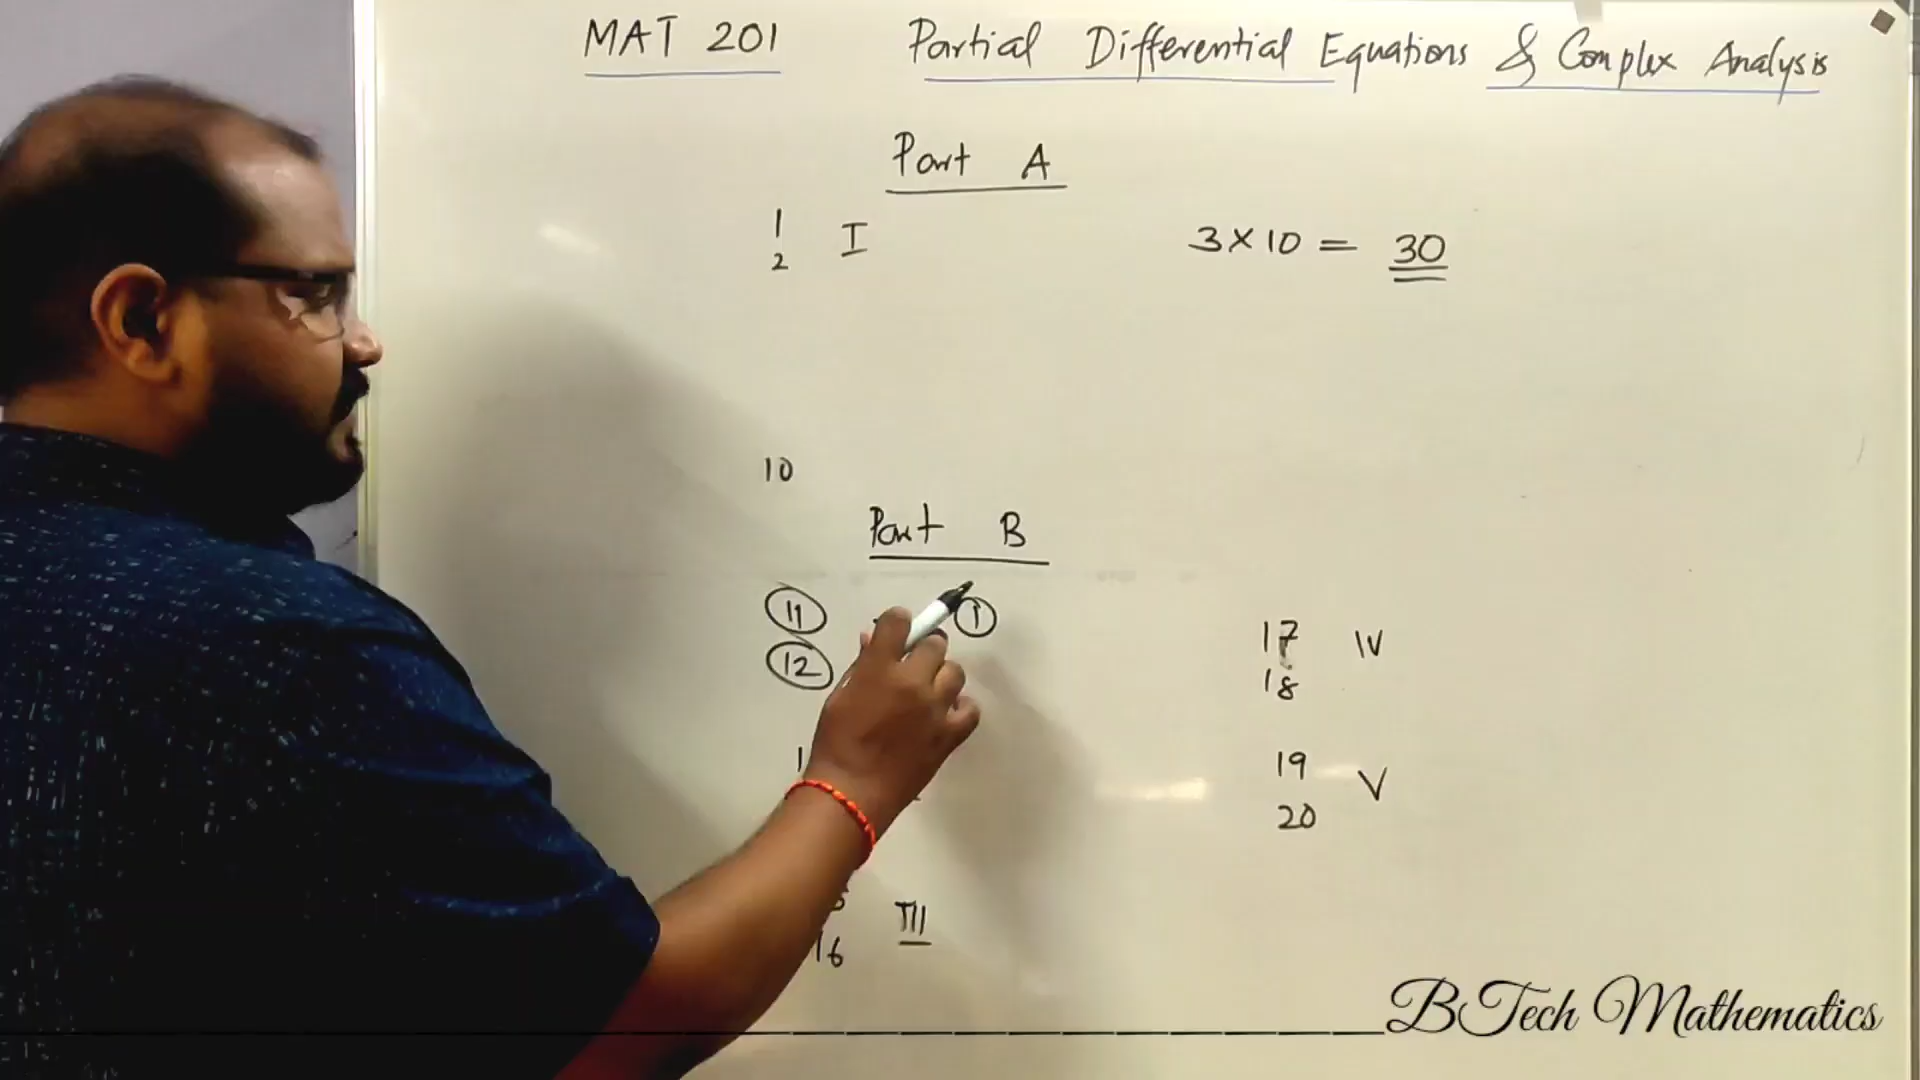 MAT 201 Partial Differential Equations & Complex Analysis
Part A
1 I 3 × 10 = 30
2
10
Part B
11 1
12
17 IV
18
19 V
20
III
16
BTech Mathematics